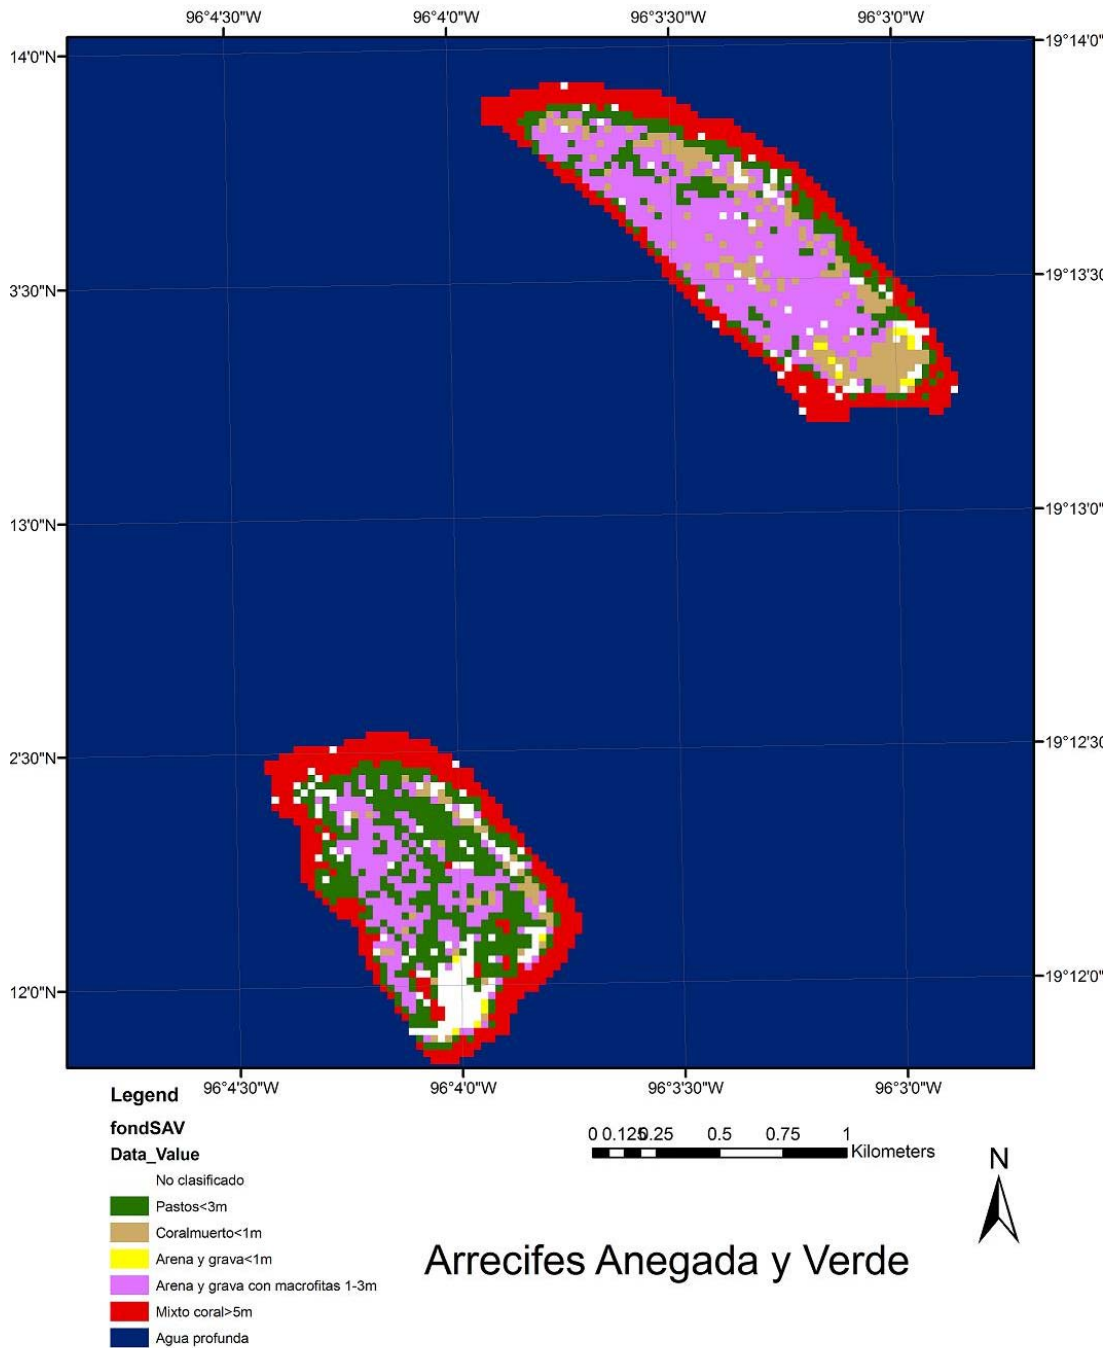 96°4'30"W 96°4'0"W 96°3'30"W 96°3'0"W
14'0"N 19°14'0"
3'30"N 19°13'30
13'0"N 19°13'0"
2'30"N 19°12'30
12'0"N 19°12'0"
96°4'30"W 96°4'0"W 96°3'30"W 96°3'0"W
Legend
fondSAV
Data_Value
No clasificado
Pastos<3m
Coralmuerto<1m
Arena y grava<1m
Arena y grava con macrofitas 1-3m
Mixto coral>5m
Agua profunda
0 0.125 0.25 0.5 0.75 1
Kilometers
N
Arrecifes Anegada y Verde